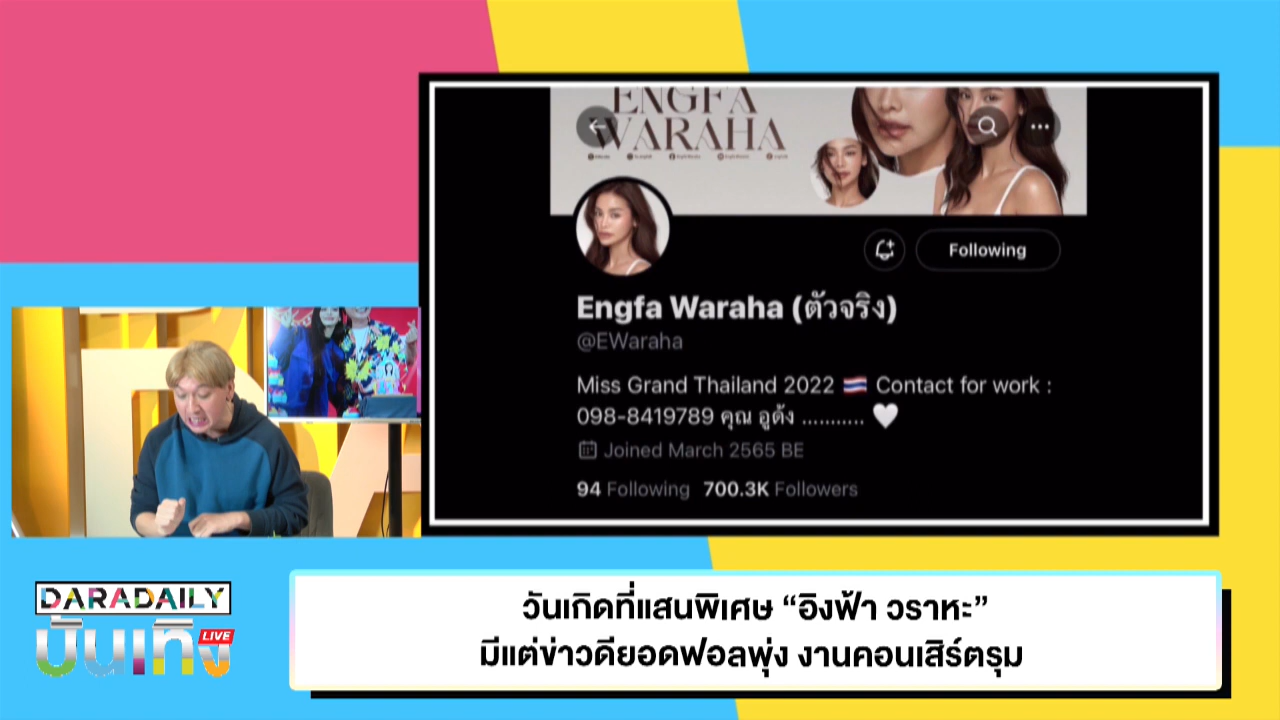 ENGFA
WARAHA
Following
Engfa Waraha (ตัวจริง)
@EWaraha
Miss Grand Thailand 2022 🇹🇭 Contact for work :
098-8419789 คุณ อูด้ง ........... 🤍
Joined March 2565 BE
94 Following 700.3K Followers
DARADAILY
บันเทิง LIVE
วันเกิดที่แสนพิเศษ “อิงฟ้า วราหะ”
มีแต่ข่าวดียอดฟอลพุ่ง งานคอนเสิร์ตรุม